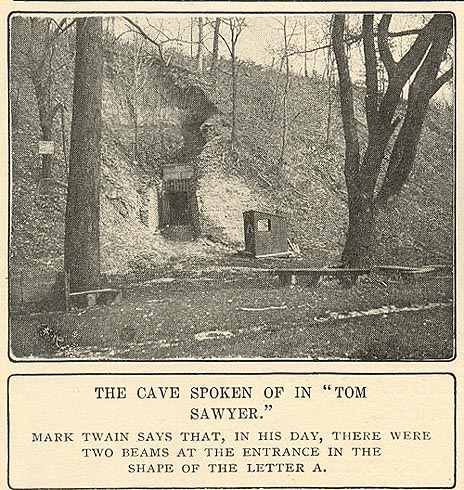 THE CAVE SPOKEN OF IN “TOM
SAWYER.”
MARK TWAIN SAYS THAT, IN HIS DAY, THERE WERE
TWO BEAMS AT THE ENTRANCE IN THE
SHAPE OF THE LETTER A.